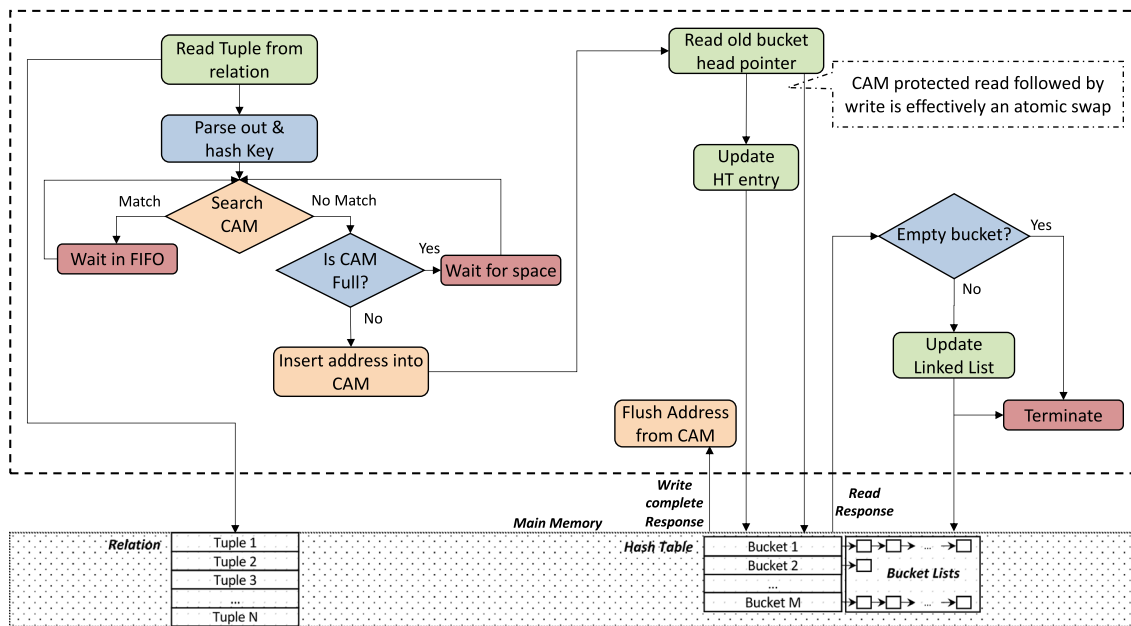 Read Tuple from
relation
Parse out &
hash Key
Search
CAM
Match
No Match
Wait in FIFO
Is CAM
Full?
Yes
Wait for space
No
Insert address into
CAM
Read old bucket
head pointer
CAM protected read followed by
write is effectively an atomic swap
Update
HT entry
Empty bucket?
Yes
No
Update
Linked List
Terminate
Flush Address
from CAM
Write
complete
Response
Read
Response
Main Memory
Relation
Tuple 1
Tuple 2
Tuple 3
...
Tuple N
Hash Table
Bucket 1
Bucket 2
...
Bucket M
...
Bucket Lists
...